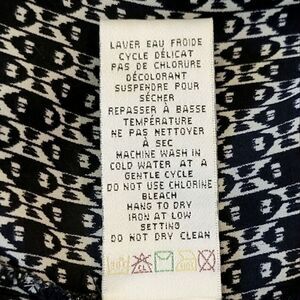 LAVER EAU FROIDE
CYCLE DÉLICAT
PAS DE CHLORURE
DÉCOLORANT
SUSPENDRE POUR
SÉCHER
REPASSER À BASSE
TEMPÉRATURE
NE PAS NETTOYER
À SEC
MACHINE WASH IN
COLD WATER AT A
GENTLE CYCLE
DO NOT USE CHLORINE
BLEACH
HANG TO DRY
IRON AT LOW
SETTING
DO NOT DRY CLEAN